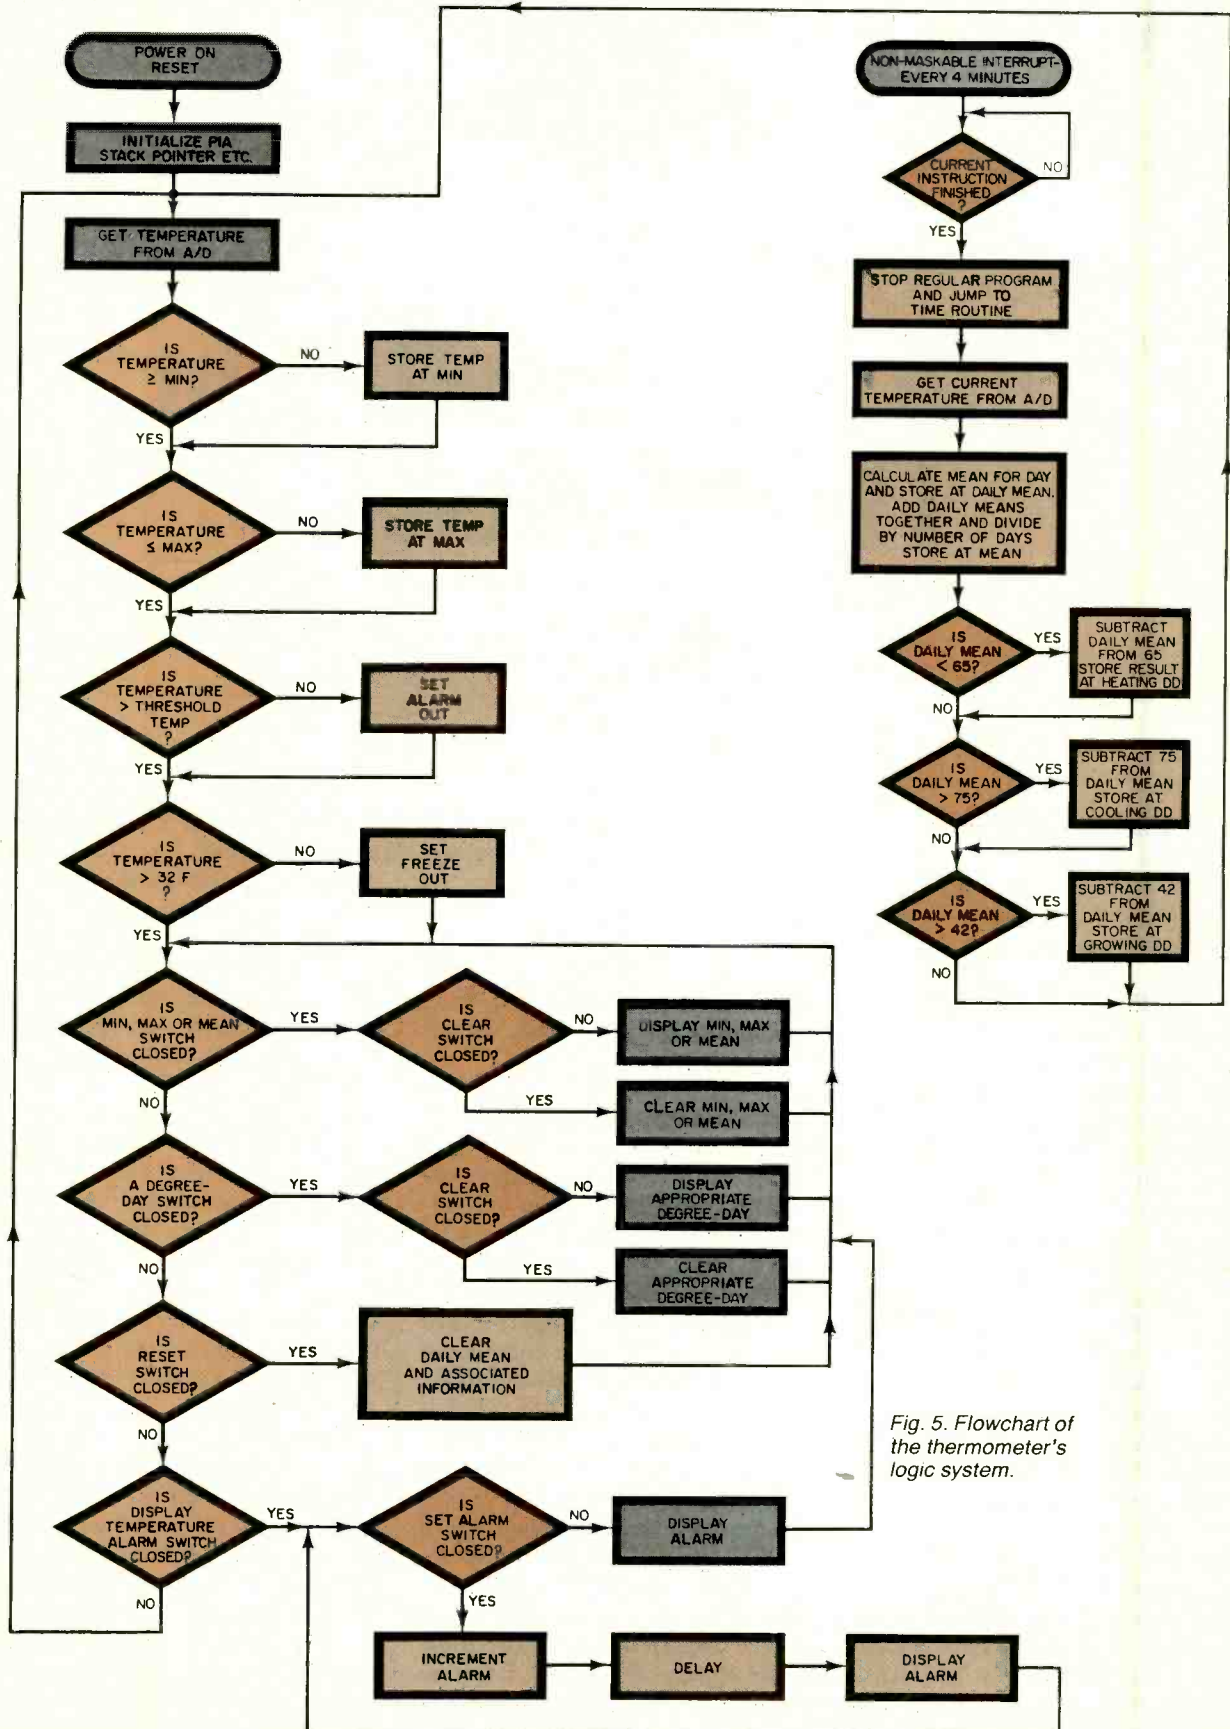 POWER ON
RESET
INITIALIZE PIA
STACK POINTER ETC.
GET TEMPERATURE
FROM A/D
IS
TEMPERATURE
≥ MIN?
NO
STORE TEMP
AT MIN
YES
IS
TEMPERATURE
≤ MAX?
NO
STORE TEMP
AT MAX
YES
IS
TEMPERATURE
> THRESHOLD
TEMP
?
NO
SET
ALARM
OUT
YES
IS
TEMPERATURE
> 32 F
?
NO
SET
FREEZE
OUT
YES
IS
MIN, MAX OR MEAN
SWITCH
CLOSED?
YES
IS
CLEAR
SWITCH
CLOSED?
NO
DISPLAY MIN, MAX
OR MEAN
YES
CLEAR MIN, MAX
OR MEAN
NO
IS
A DEGREE-
DAY SWITCH
CLOSED?
YES
IS
CLEAR
SWITCH
CLOSED?
NO
DISPLAY
APPROPRIATE
DEGREE-DAY
YES
CLEAR
APPROPRIATE
DEGREE-DAY
NO
IS
RESET
SWITCH
CLOSED?
YES
CLEAR
DAILY MEAN
AND ASSOCIATED
INFORMATION
NO
IS
DISPLAY
TEMPERATURE
ALARM SWITCH
CLOSED?
YES
IS
SET ALARM
SWITCH
CLOSED?
NO
DISPLAY
ALARM
NO
YES
INCREMENT
ALARM
DELAY
DISPLAY
ALARM
NON-MASKABLE INTERRUPT-
EVERY 4 MINUTES
CURRENT
INSTRUCTION
FINISHED
?
NO
YES
STOP REGULAR PROGRAM
AND JUMP TO
TIME ROUTINE
GET CURRENT
TEMPERATURE FROM A/D
CALCULATE MEAN FOR DAY
AND STORE AT DAILY MEAN.
ADD DAILY MEANS
TOGETHER AND DIVIDE
BY NUMBER OF DAYS
STORE AT MEAN
IS
DAILY MEAN
< 65?
YES
SUBTRACT
DAILY MEAN
FROM 65
STORE RESULT
AT HEATING DD
NO
IS
DAILY MEAN
> 75?
YES
SUBTRACT 75
FROM
DAILY MEAN
STORE AT
COOLING DD
NO
IS
DAILY MEAN
> 42?
YES
SUBTRACT 42
FROM
DAILY MEAN
STORE AT
GROWING DD
NO
Fig. 5. Flowchart of
the thermometer's
logic system.